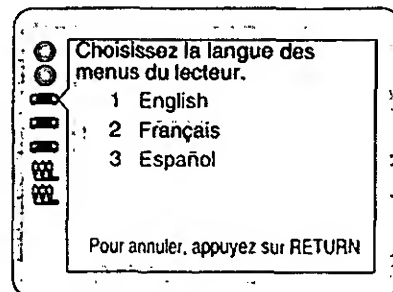 Choisissez la langue des
menus du lecteur.
1 English
2 Français
3 Español
Pour annuler, appuyez sur RETURN